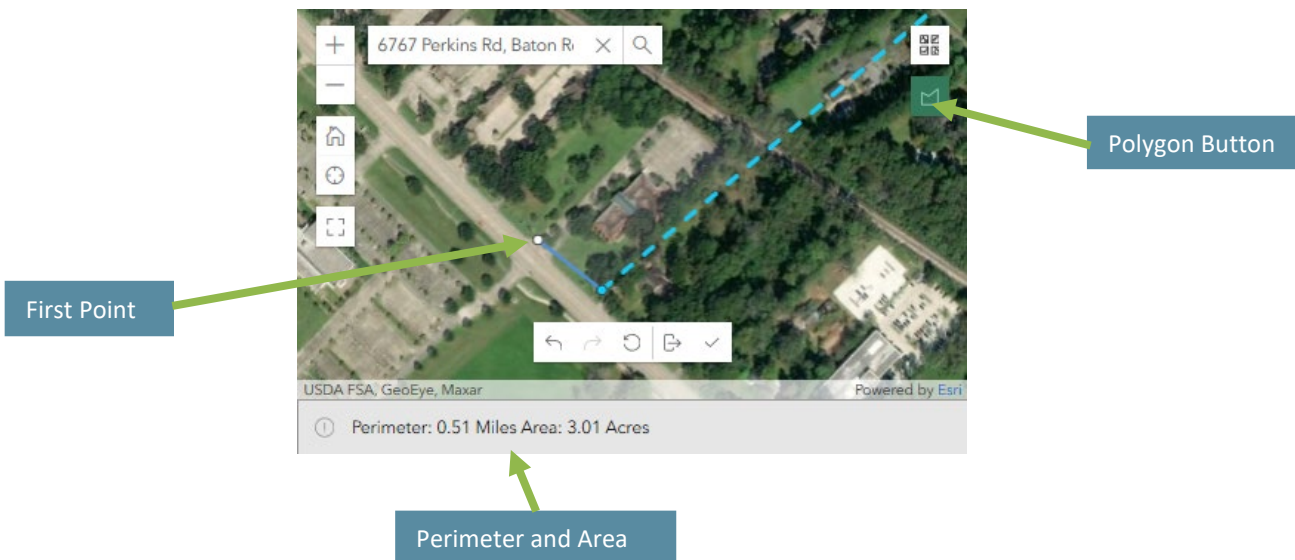 6767 Perkins Rd, Baton R
Polygon Button
First Point
USDA FSA, GeoEye, Maxar
Powered by Esri
Perimeter: 0.51 Miles Area: 3.01 Acres
Perimeter and Area